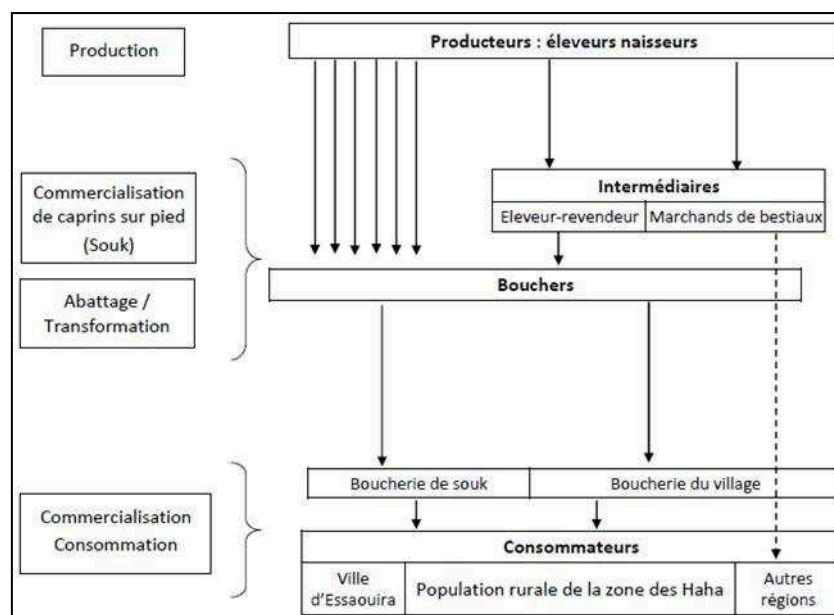 Production
Producteurs : éleveurs naisseurs
Commercialisation
de caprins sur pied
(Souk)
Intermédiaires
Eleveur-revendeur
Marchands de bestiaux
Abattage /
Transformation
Bouchers
Boucherie de souk
Boucherie du village
Commercialisation
Consommation
Consommateurs
Ville
d'Essaouira
Population rurale de la zone des Haha
Autres
régions